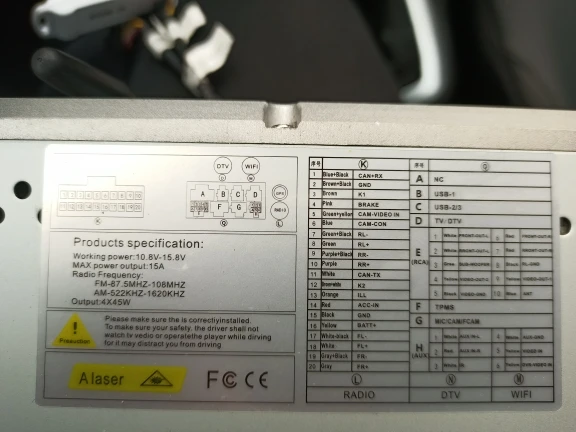 DTV WIFI
A B C D
GPS
F G
RADIO
K
L
Products specification:
Working power:10.8V-15.8V
MAX power output:15A
Radio Frequency:
FM-87.5MHZ-108MHZ
AM-522KHZ-1620KHZ
Output:4X45W
Please make sure the is correctlyinstalled.
To make sure your safety. the driver shall not
watch tv vedio or operatethe player while driving
for it may distract you from driving
Precaution
A laser
FC CE
序号 K
1 Blue+Black CAN+RX
2 Brown+Black GND
3 Brown K1
4 Pink BRAKE
5 Green+yellow CAM-VIDEO IN
6 Blue CAM-CON
7 Green+Black RL-
8 Green RL+
9 Purple+Black RR-
10 Purple RR+
11 White CAN-TX
12 K2
13 Orange ILL
14 Red ACC-IN
15 Black GND
16 Yellow BATT+
17 White-black FL-
18 White FL+
19 Gray+Black FR-
20 Gray FR+
L
RADIO
序号
A NC
B USB-1
C USB-2/3
D TV/DTV
E
(RCA)
F TPMS
G MIC/CAM/FCAM
H
(AUX)
N N
DTV WIFI